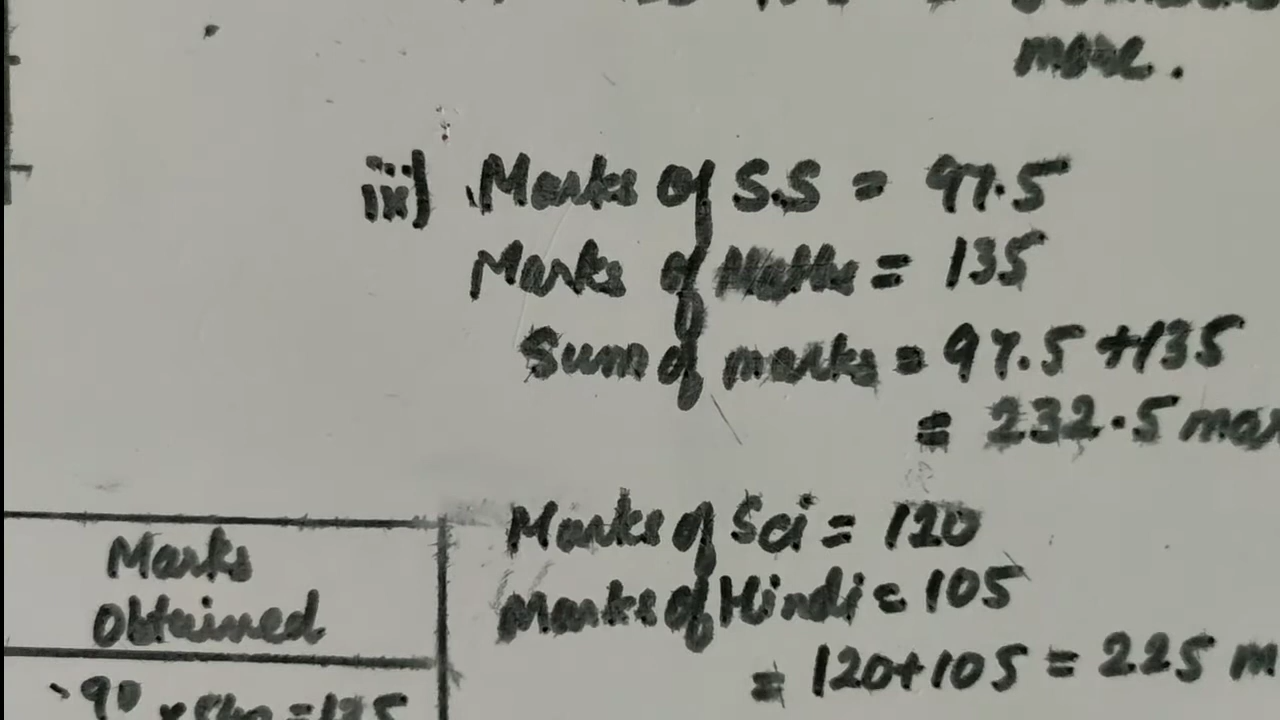 more.
iii) Marks of S.S = 97.5
Marks of Maths = 135
Sum of marks = 97.5 +135
= 232.5
Marks of Sci = 120
Marks of Hindi = 105
= 120+105 = 225
Marks
Obtained
90